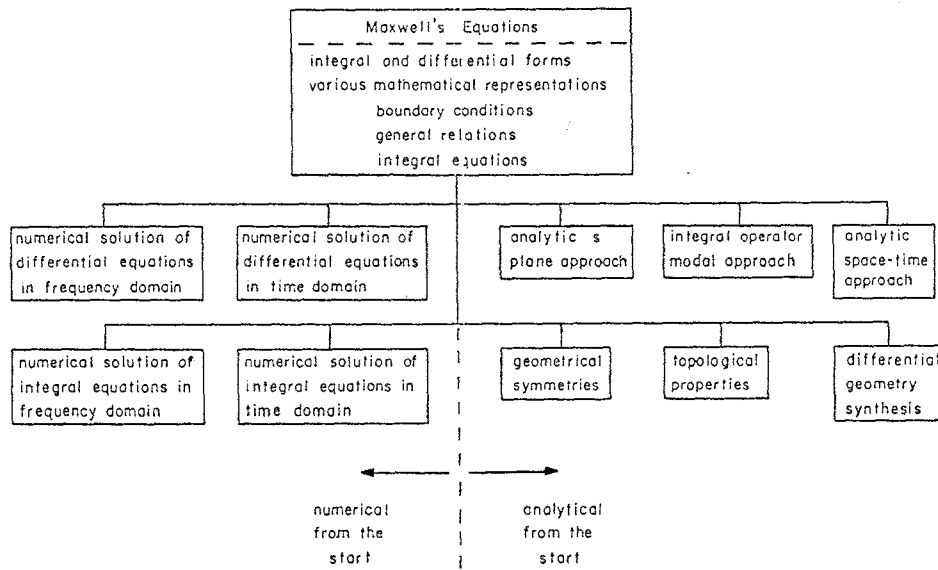 Maxwell's Equations
integral and differential forms
various mathematical representations
boundary conditions
general relations
integral equations
numerical solution of
differential equations
in frequency domain
numerical solution of
differential equations
in time domain
analytic s
plane approach
integral operator
modal approach
analytic
space-time
approach
numerical solution of
integral equations in
frequency domain
numerical solution of
integral equations in
time domain
geometrical
symmetries
topological
properties
differential
geometry
synthesis
numerical
from the
start
analytical
from the
start